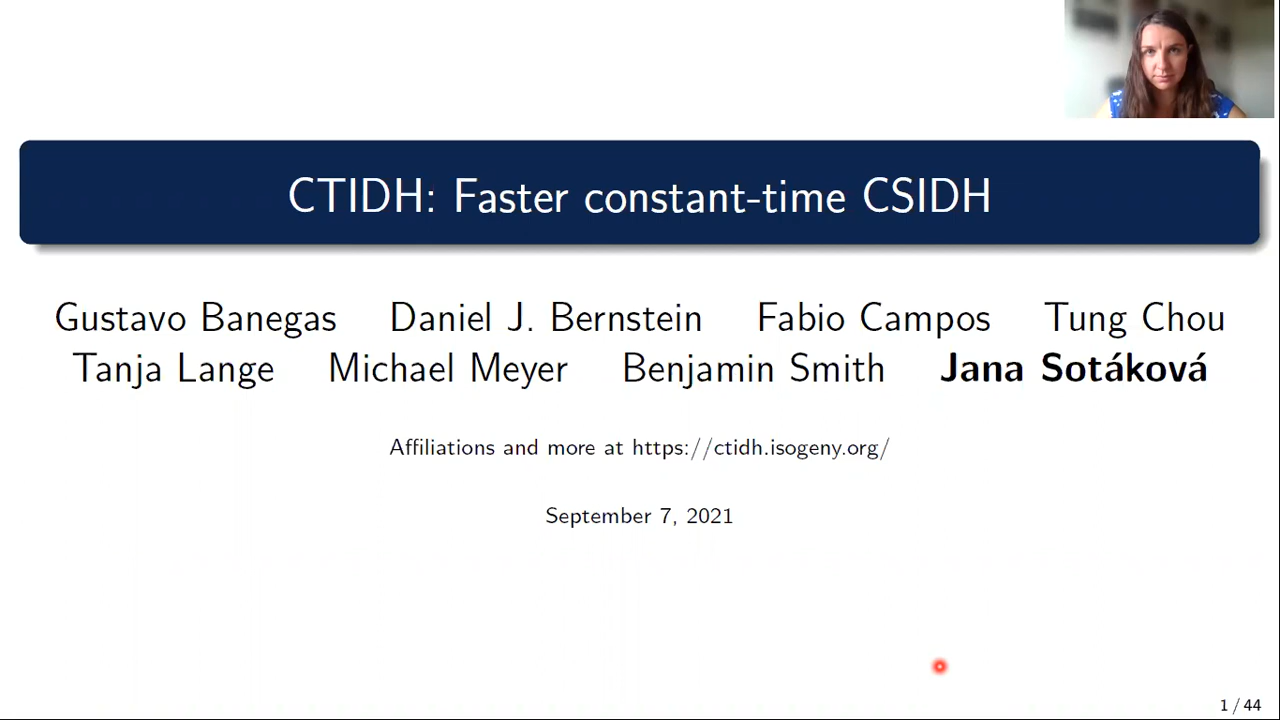 CTIDH: Faster constant-time CSIDH
Gustavo Banegas Daniel J. Bernstein Fabio Campos Tung Chou
Tanja Lange Michael Meyer Benjamin Smith Jana Sotáková
Affiliations and more at https://ctidh.isogeny.org/
September 7, 2021
1 / 44